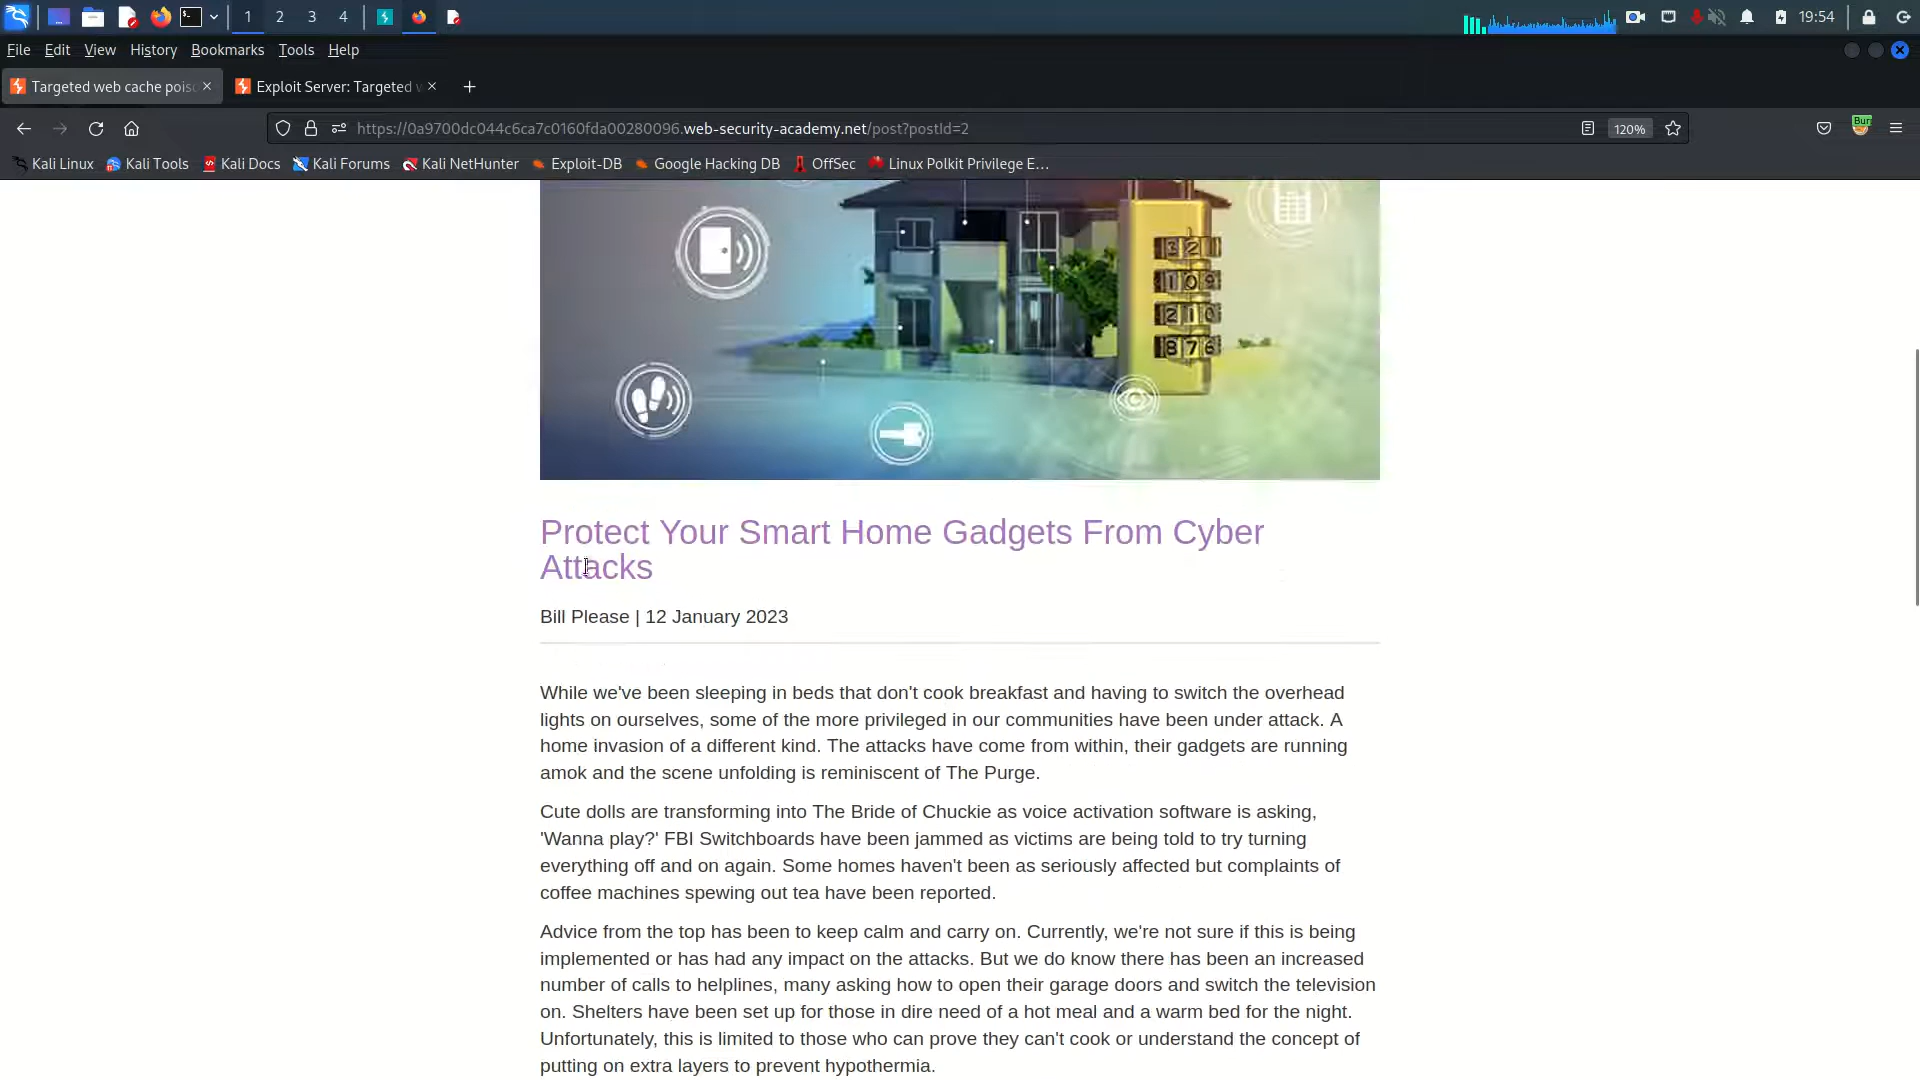 1 2 3 4 19:54
File Edit View History Bookmarks Tools Help
Targeted web cache pois Exploit Server: Targeted
https://0a9700dc044c6ca7c0160fda00280096.web-security-academy.net/post?postId=2 120% Bur
Kali Linux Kali Tools Kali Docs Kali Forums Kali NetHunter Exploit-DB Google Hacking DB OffSec Linux Polkit Privilege E…
321
109
210
876
Protect Your Smart Home Gadgets From Cyber
Attacks
Bill Please | 12 January 2023
While we've been sleeping in beds that don't cook breakfast and having to switch the overhead
lights on ourselves, some of the more privileged in our communities have been under attack. A
home invasion of a different kind. The attacks have come from within, their gadgets are running
amok and the scene unfolding is reminiscent of The Purge.
Cute dolls are transforming into The Bride of Chuckie as voice activation software is asking,
'Wanna play?' FBI Switchboards have been jammed as victims are being told to try turning
everything off and on again. Some homes haven't been as seriously affected but complaints of
coffee machines spewing out tea have been reported.
Advice from the top has been to keep calm and carry on. Currently, we're not sure if this is being
implemented or has had any impact on the attacks. But we do know there has been an increased
number of calls to helplines, many asking how to open their garage doors and switch the television
on. Shelters have been set up for those in dire need of a hot meal and a warm bed for the night.
Unfortunately, this is limited to those who can prove they can't cook or understand the concept of
putting on extra layers to prevent hypothermia.